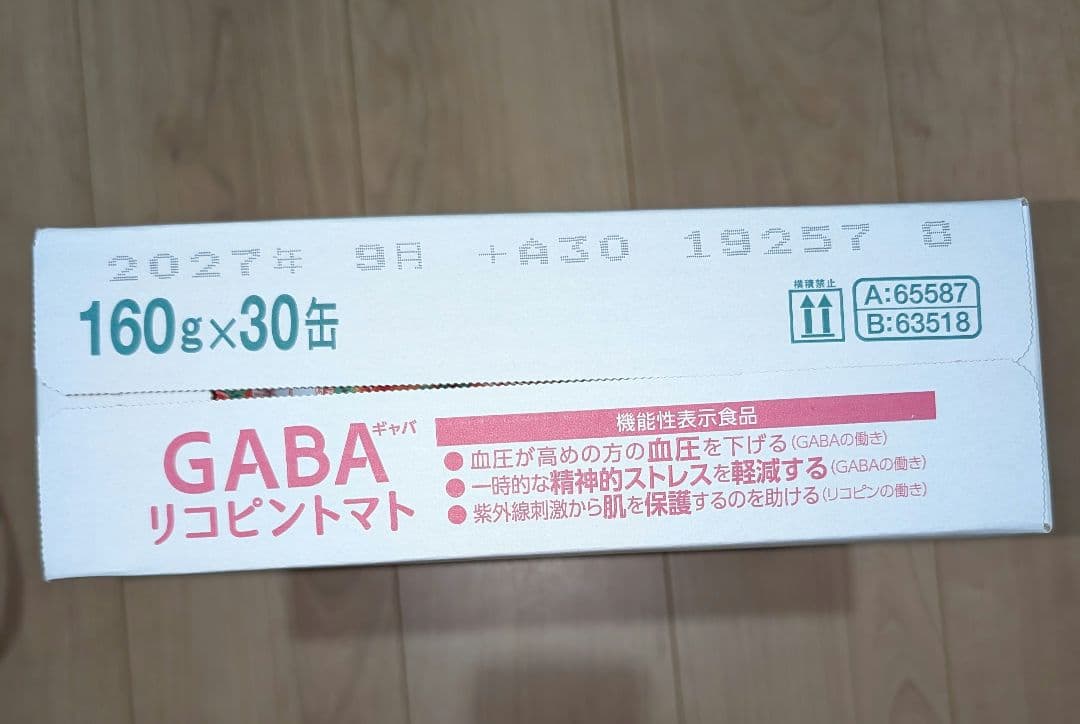 2027年 9月 +A30 19257 8
160g×30缶
横積禁止
A:65587
B:63518
GABAギャバ
リコピントマト
機能性表示食品
●血圧が高めの方の血圧を下げる(GABAの働き)
●一時的な精神的ストレスを軽減する(GABAの働き)
●紫外線刺激から肌を保護するのを助ける(リコピンの働き)